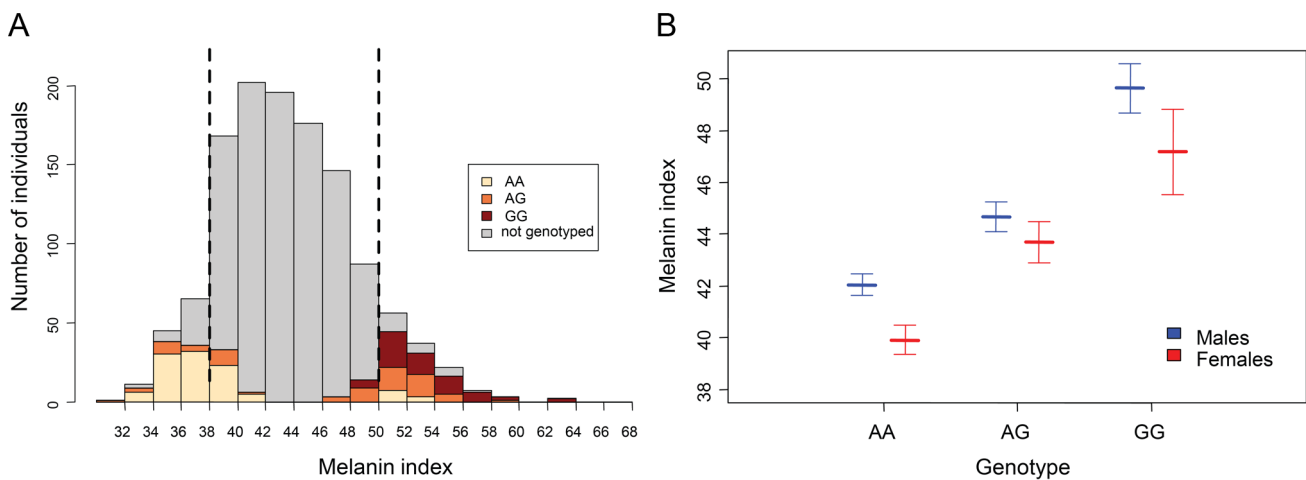 A
Number of individuals
200
150
100
50
0
AA
AG
GG
not genotyped
32 34 36 38 40 42 44 46 48 50 52 54 56 58 60 62 64 66 68
Melanin index
B
Melanin index
50
48
46
44
42
40
38
Males
Females
AA AG GG
Genotype